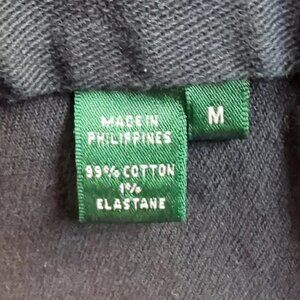 MADE IN
PHILIPPINES
99% COTTON
1%
ELASTANE
M